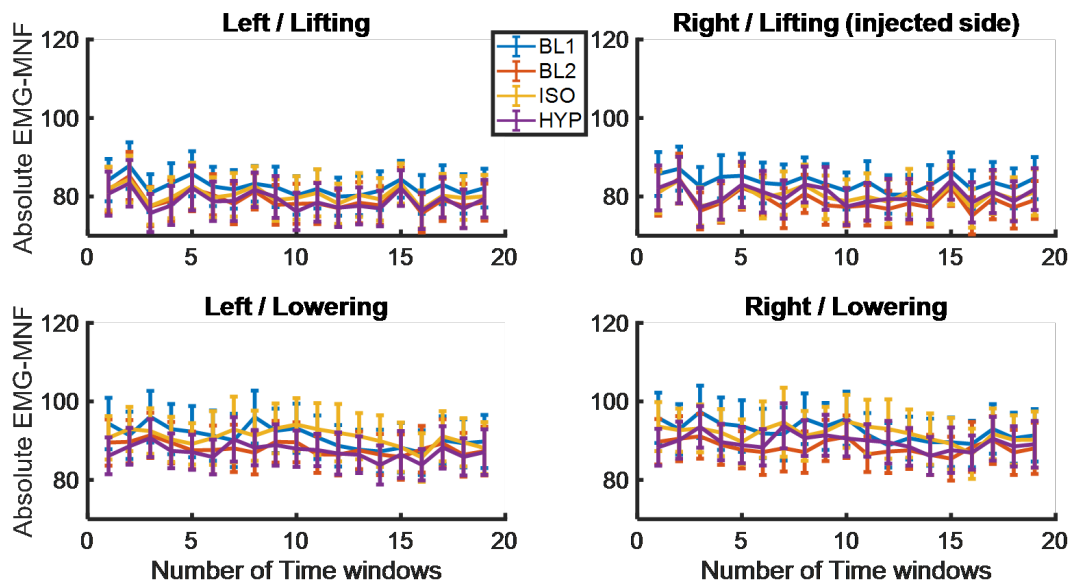 Left / Lifting
Right / Lifting (injected side)
Absolute EMG-MNF
120
100
80
0 5 10 15 20
BL1
BL2
ISO
HYP
120
100
80
0 5 10 15 20
Left / Lowering
Right / Lowering
Absolute EMG-MNF
120
100
80
0 5 10 15 20
Number of Time windows
120
100
80
0 5 10 15 20
Number of Time windows